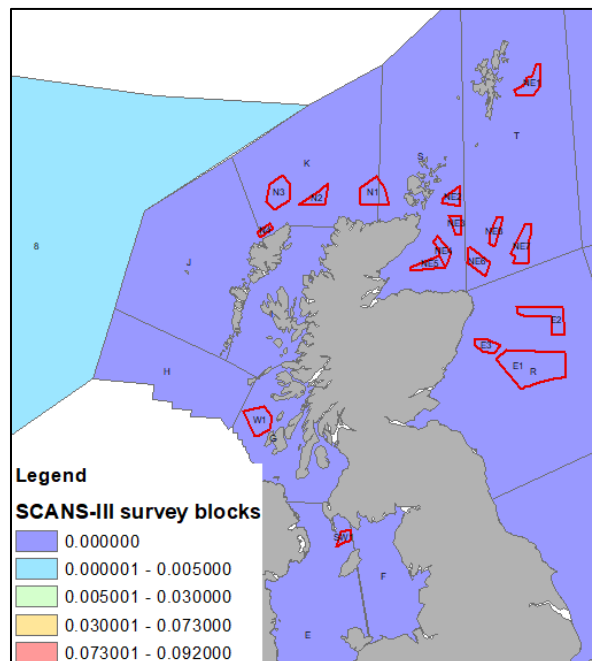 NE1
K
S
T
N3
N2
N1
NE2
NE3
NE8
8
NE4
NE7
NE5
NE6
J
E2
E3
H
E1
R
W1
G
SW1
F
E
Legend
SCANS-III survey blocks
0.000000
0.000001 - 0.005000
0.005001 - 0.030000
0.030001 - 0.073000
0.073001 - 0.092000